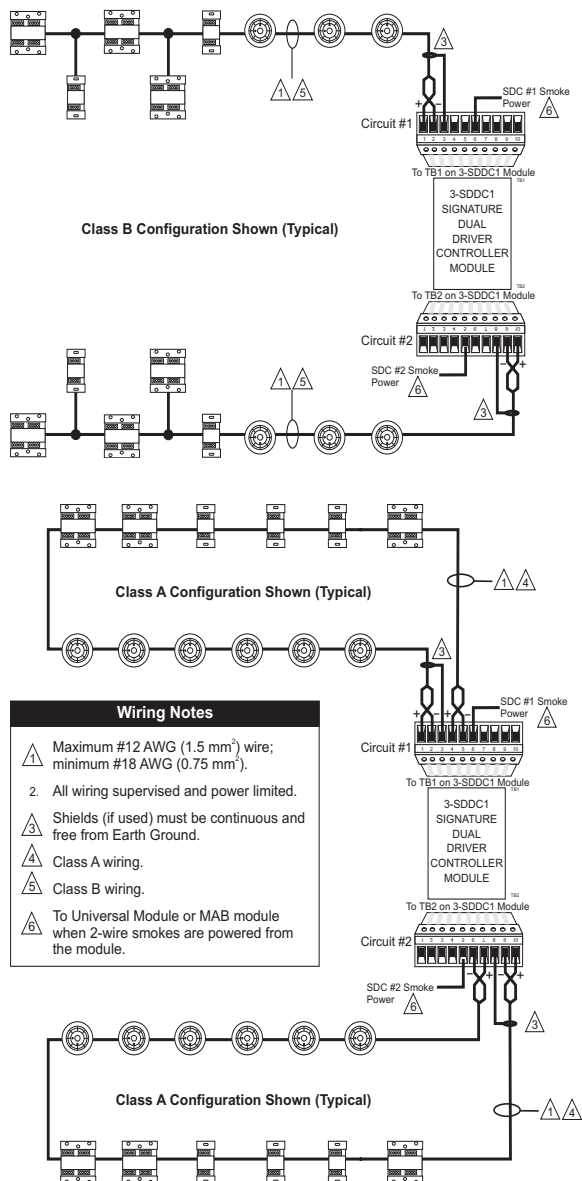 3
1 5
+ -
SDC #1 Smoke
Power 6
Circuit #1
1 2 3 4 5 6 7 8 9 10
To TB1 on 3-SDDC1 Module
TB1
Class B Configuration Shown (Typical)
3-SDDC1
SIGNATURE
DUAL
DRIVER
CONTROLLER
MODULE
TB2
To TB2 on 3-SDDC1 Module
Circuit #2
1 2 3 4 5 6 7 8 9 10
- +
SDC #2 Smoke
Power 6
1 5
3
Class A Configuration Shown (Typical)
1 4
3
SDC #1 Smoke
Power 6
+ - + -
Circuit #1
1 2 3 4 5 6 7 8 9 10
To TB1 on 3-SDDC1 Module
TB1
3-SDDC1
SIGNATURE
DUAL
DRIVER
CONTROLLER
MODULE
To TB2 on 3-SDDC1 Module
Circuit #2
- + - +
SDC #2 Smoke
Power 6
3
Wiring Notes
1 Maximum #12 AWG (1.5 mm²) wire;
minimum #18 AWG (0.75 mm²).
2. All wiring supervised and power limited.
3 Shields (if used) must be continuous and
free from Earth Ground.
4 Class A wiring.
5 Class B wiring.
6 To Universal Module or MAB module
when 2-wire smokes are powered from
the module.
Class A Configuration Shown (Typical)
1 4